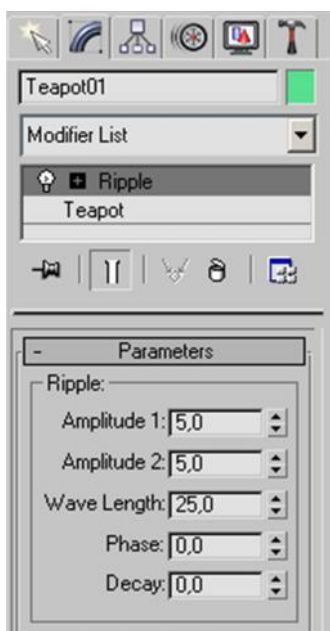 Teapot01
Modifier List
Ripple
Teapot
- Parameters
Ripple:
Amplitude 1: 5,0
Amplitude 2: 5,0
Wave Length: 25,0
Phase: 0,0
Decay: 0,0